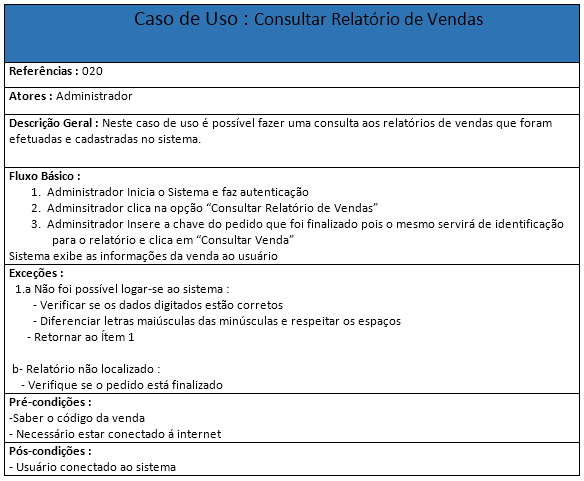 Caso de Uso : Consultar Relatório de Vendas
Referências : 020
Atores : Administrador
Descrição Geral : Neste caso de uso é possível fazer uma consulta aos relatórios de vendas que foram
efetuadas e cadastradas no sistema.
Fluxo Básico :
1. Adminsistrador Inicia o Sistema e faz autenticação
2. Adminsitrador clica na opção “Consultar Relatório de Vendas”
3. Adminsitrador Insere a chave do pedido que foi finalizado pois o mesmo servirá de identificação
para o relatório e clica em “Consultar Venda”
Sistema exibe as informações da venda ao usuário
Exceções :
1.a Não foi possível logar-se ao sistema :
- Verificar se os dados digitados estão corretos
- Diferenciar letras maiúsculas das minúsculas e respeitar os espaços
- Retornar ao Ítem 1
b- Relatório não localizado :
- Verifique se o pedido está finalizado
Pré-condições :
-Saber o código da venda
- Necessário estar conectado á internet
Pós-condições :
- Usuário conectado ao sistema